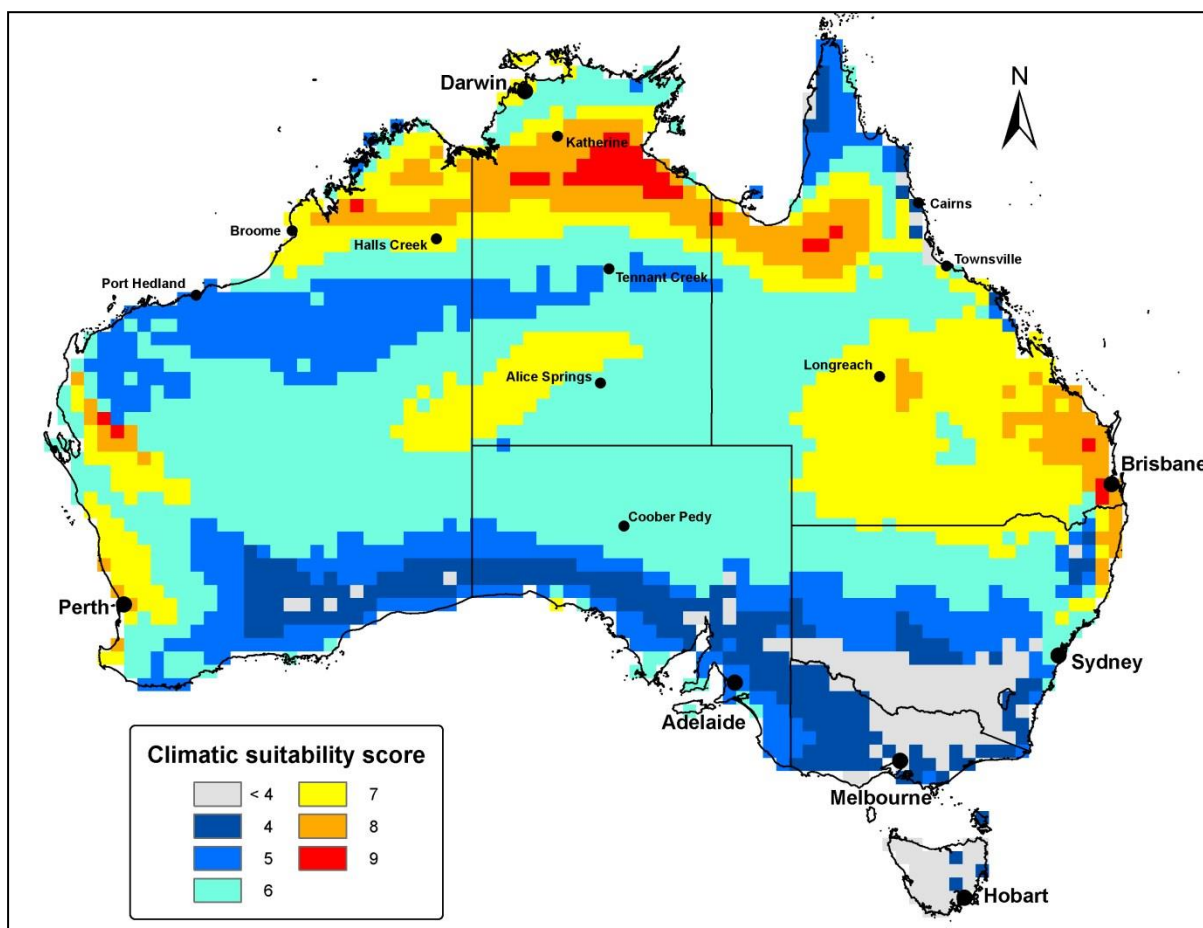 N
Darwin
Katherine
Cairns
Broome
Halls Creek
Townsville
Tennant Creek
Port Hedland
Longreach
Alice Springs
Brisbane
Coober Pedy
Perth
Sydney
Adelaide
Melbourne
Hobart
Climatic suitability score
< 4 7
4 8
5 9
6